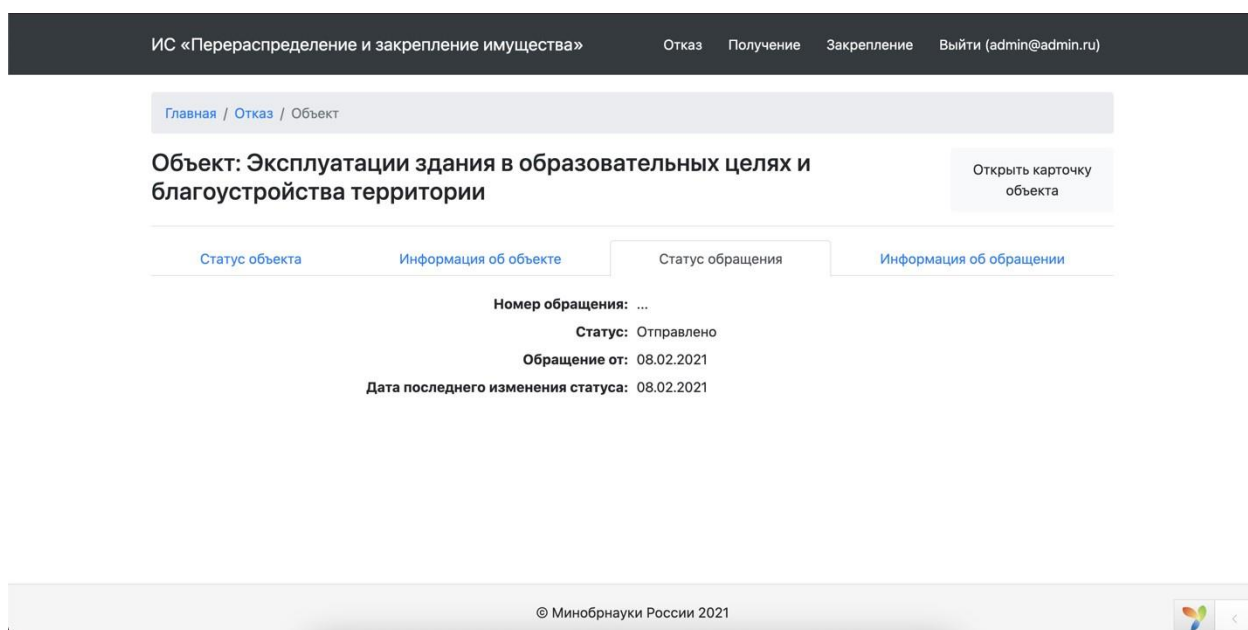 ИС «Перераспределение и закрепление имущества» Отказ Получение Закрепление Выйти (admin@admin.ru)
Главная / Отказ / Объект
Объект: Эксплуатации здания в образовательных целях и
благоустройства территории
Открыть карточку
объекта
Статус объекта Информация об объекте Статус обращения Информация об обращении
Номер обращения: ...
Статус: Отправлено
Обращение от: 08.02.2021
Дата последнего изменения статуса: 08.02.2021
© Минобрнауки России 2021